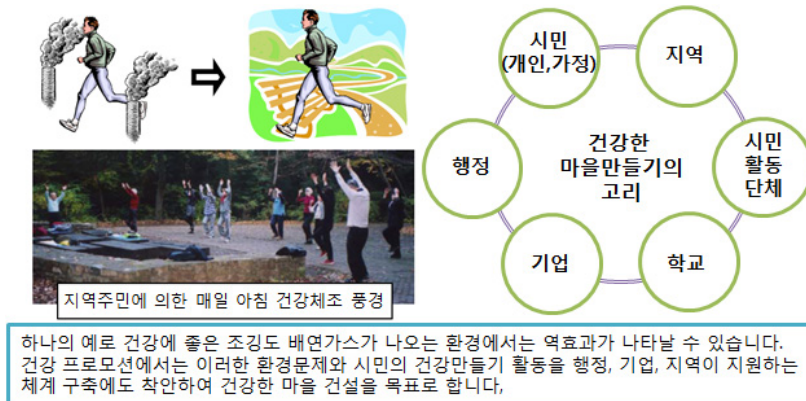 시민
(개인,가정)
지역
행정
건강한
마을만들기의
고리
시민
활동
단체
기업
학교
지역주민에 의한 매일 아침 건강체조 풍경
하나의 예로 건강에 좋은 조깅도 배연가스가 나오는 환경에서는 역효과가 나타날 수 있습니다.
건강 프로모션에서는 이러한 환경문제와 시민의 건강만들기 활동을 행정, 기업, 지역이 지원하는
체계 구축에도 착안하여 건강한 마을 건설을 목표로 합니다,